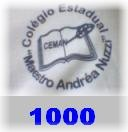 Colégio Estadual
CEMAN
"Maestro Andréa Nuzzi"
1000